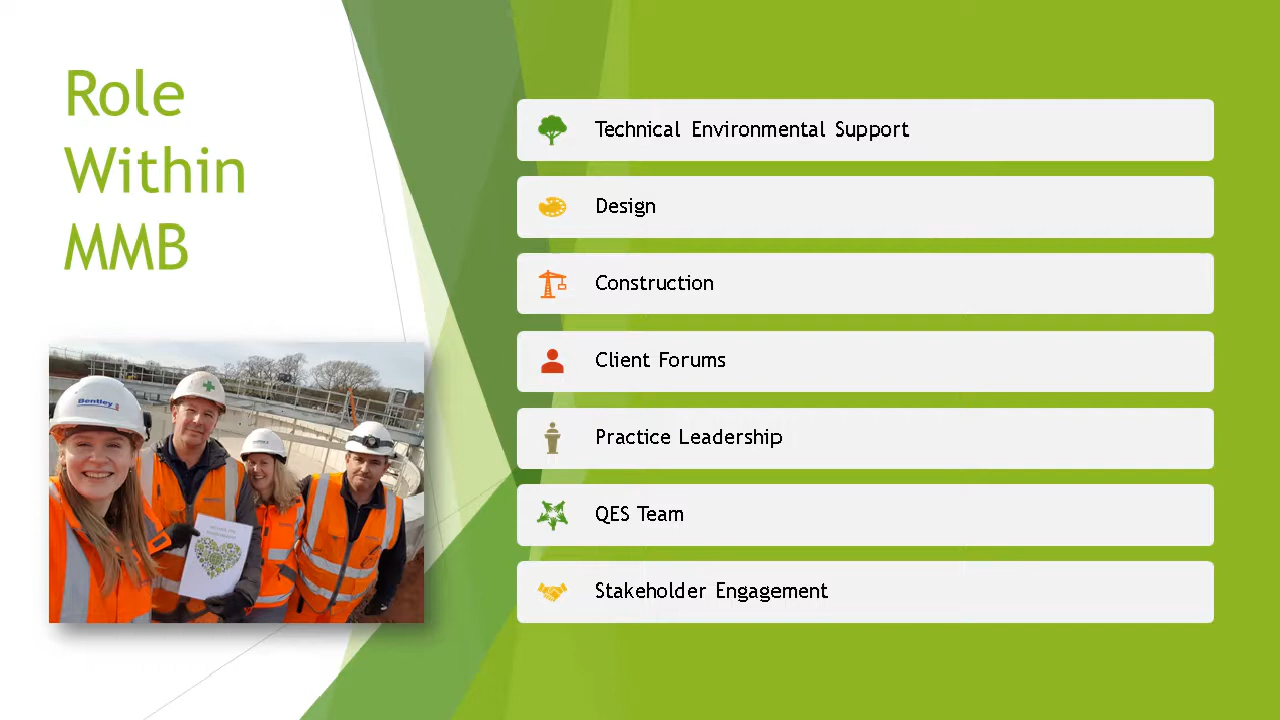 Role
Within
MMB
Technical Environmental Support
Design
Construction
Client Forums
Practice Leadership
QES Team
Stakeholder Engagement
Bentley